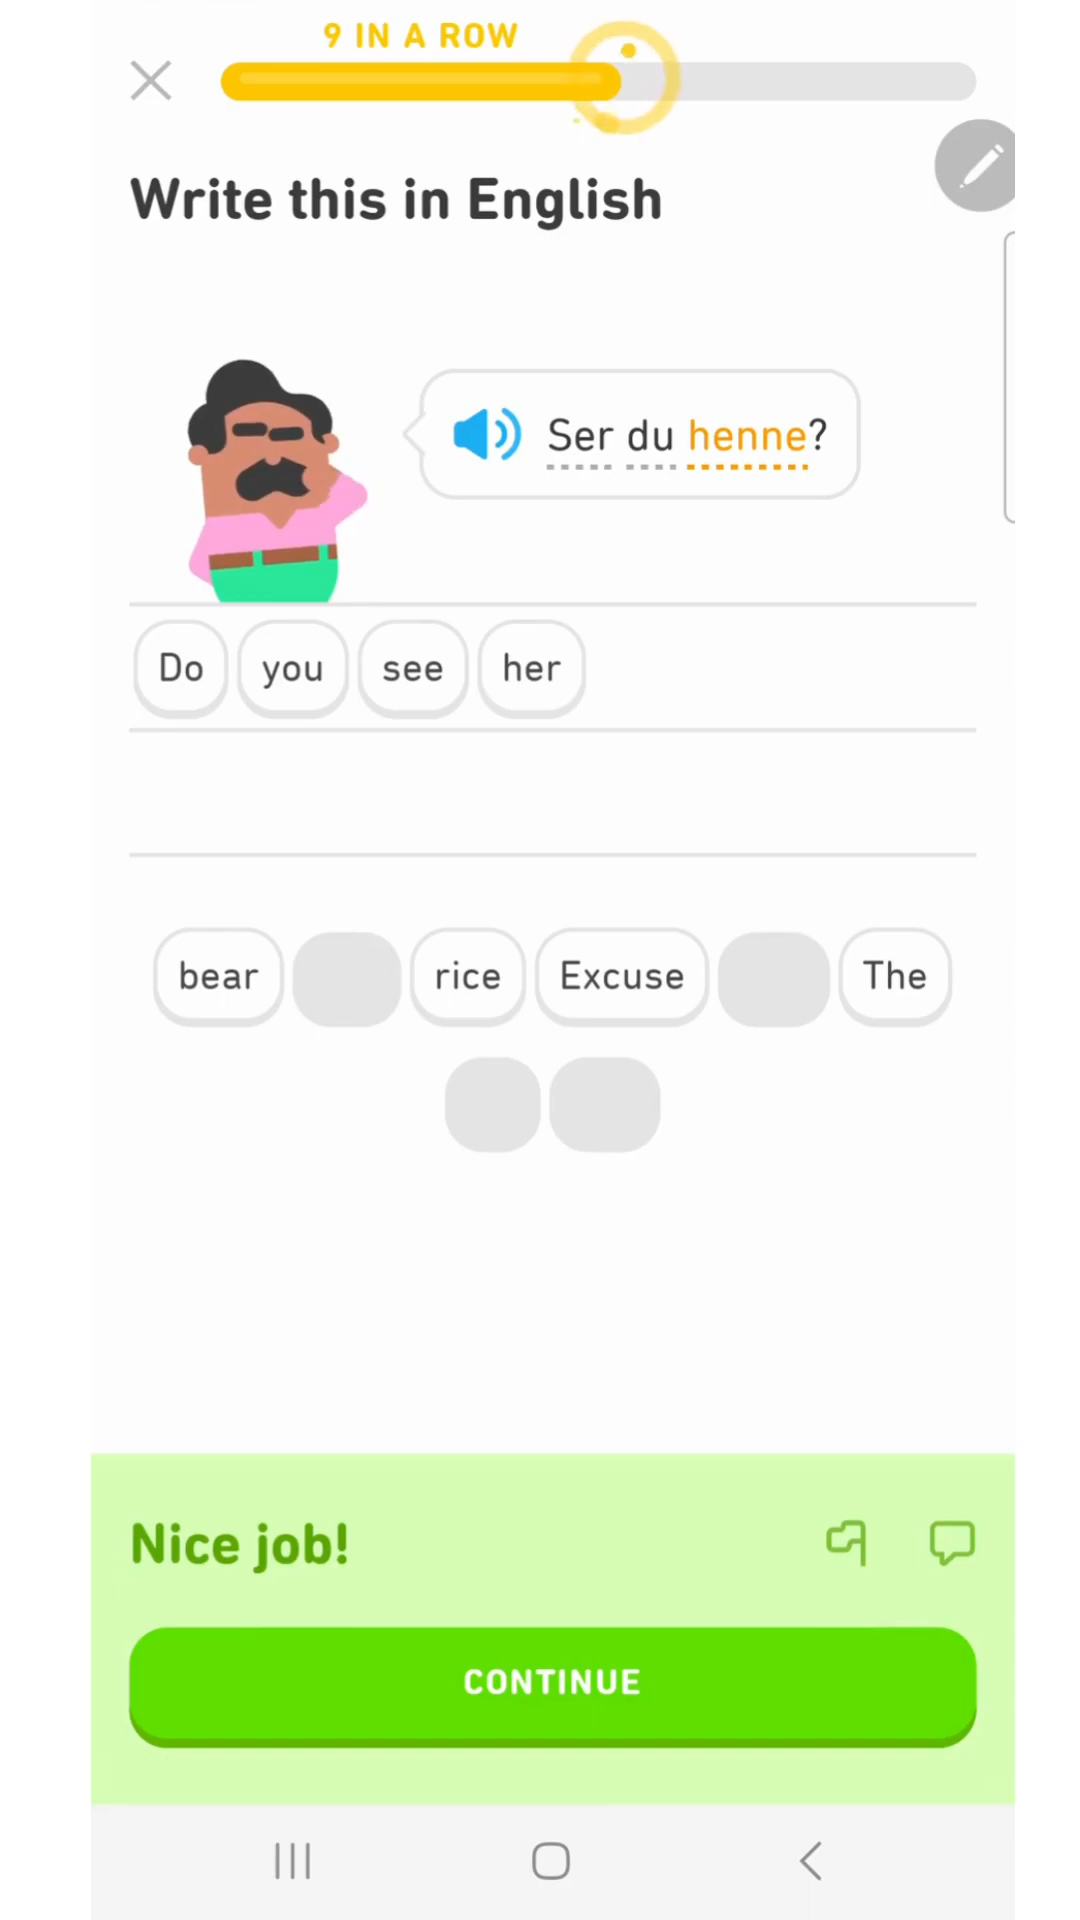 9 IN A ROW
Write this in English
Ser du henne?
Do you see her
bear rice Excuse The
Nice job!
CONTINUE